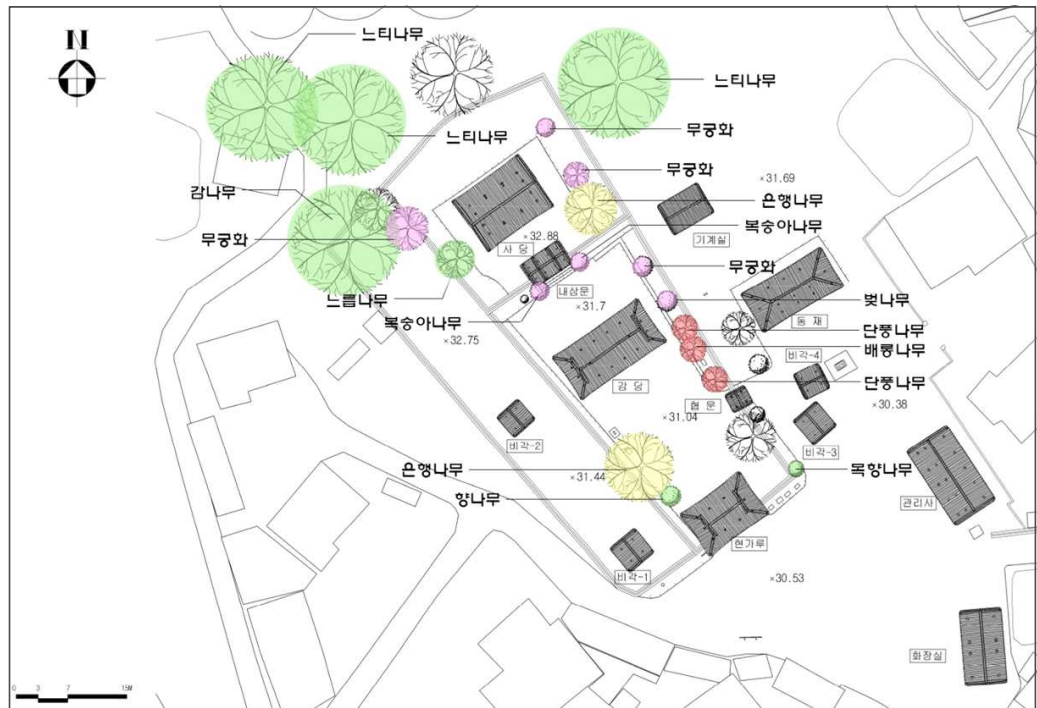 N
느티나무
느티나무
느티나무
무궁화
무궁화
×31.69
감나무
은행나무
복숭아나무
무궁화
×32.88
사 당
기계실
무궁화
내삼문
느릅나무
×31.7
벚나무
복숭아나무
동 재
단풍나무
×32.75
배롱나무
비각-4
강 당
단풍나무
×30.38
협 문
×31.04
비각-2
비각-3
은행나무
×31.44
목향나무
향나무
관리사
현가루
비각-1
×30.53
화장실
0 3 7 15M